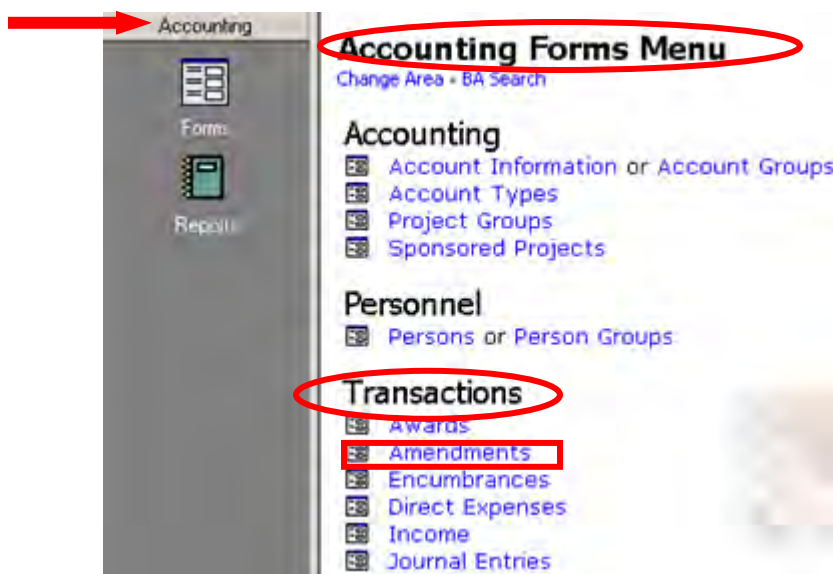 Accounting
Forms
Reports
Accounting Forms Menu
Change Area - BA Search
Accounting
Account Information or Account Groups
Account Types
Project Groups
Sponsored Projects
Personnel
Persons or Person Groups
Transactions
Awards
Amendments
Encumbrances
Direct Expenses
Income
Journal Entries